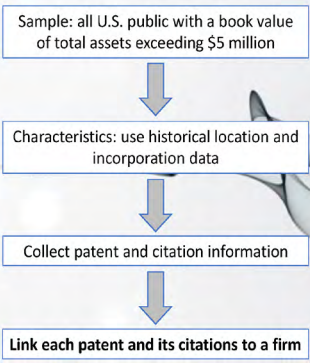 Sample: all U.S. public with a book value
of total assets exceeding $5 million
Characteristics: use historical location and
incorporation data
Collect patent and citation information
Link each patent and its citations to a firm